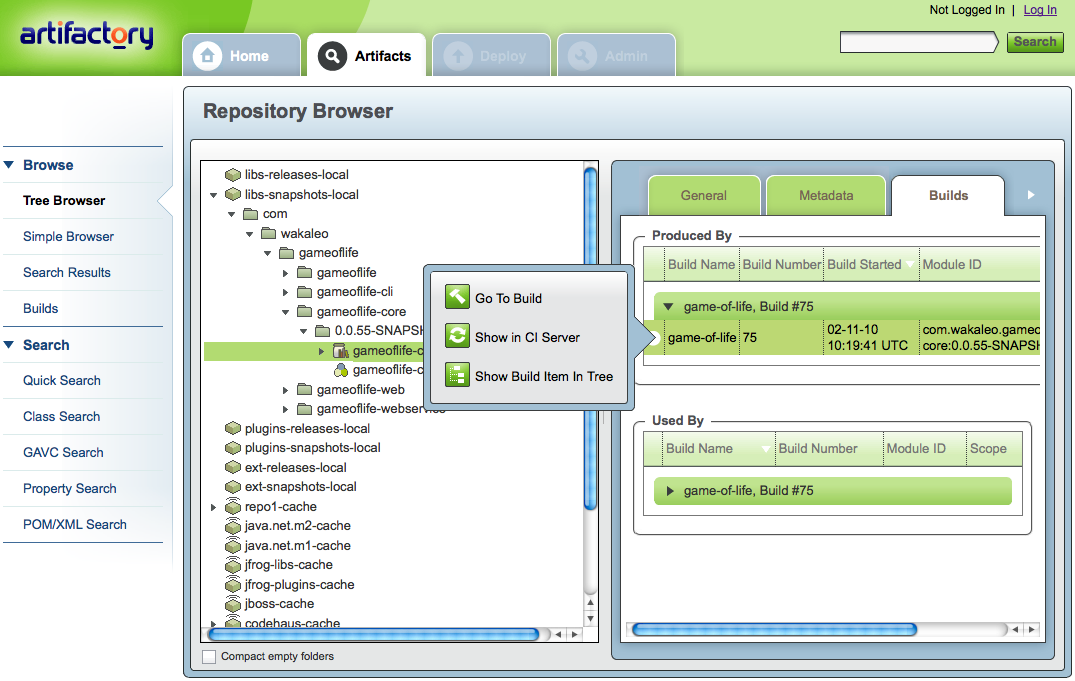 Not Logged In | Log In
artifactory
Home
Artifacts
Deploy
Admin
Search
Repository Browser
Browse
Tree Browser
Simple Browser
Search Results
Builds
Search
Quick Search
Class Search
GAVC Search
Property Search
POM/XML Search
libs-releases-local
libs-snapshots-local
com
wakaleo
gameoflife
gameoflife
gameoflife-cli
gameoflife-core
0.0.55-SNAPSH
gameoflife-c
gameoflife-c
gameoflife-web
gameoflife-webservice
plugins-releases-local
plugins-snapshots-local
ext-releases-local
ext-snapshots-local
repo1-cache
java.net.m2-cache
java.net.m1-cache
jfrog-libs-cache
jfrog-plugins-cache
jboss-cache
codehaus-cache
Compact empty folders
Go To Build
Show in CI Server
Show Build Item In Tree
General
Metadata
Builds
Produced By
Build Name Build Number Build Started Module ID
game-of-life, Build #75
game-of-life 75 02-11-10 com.wakaleo.gameo
10:19:41 UTC core:0.0.55-SNAPSH
Used By
Build Name Build Number Module ID Scope
game-of-life, Build #75